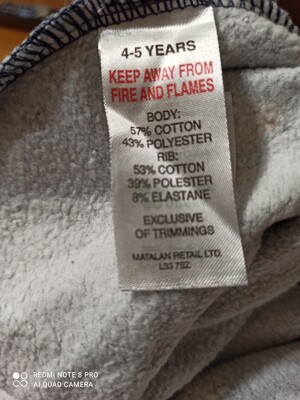 4-5 YEARS
KEEP AWAY FROM
FIRE AND FLAMES
BODY:
57% COTTON
43% POLYESTER
RIB:
53% COTTON
39% POLESTER
8% ELASTANE
EXCLUSIVE
OF TRIMMINGS
MATALAN RETAIL LTD.
L33 7SZ
REDMI NOTE 8 PRO
AI QUAD CAMERA